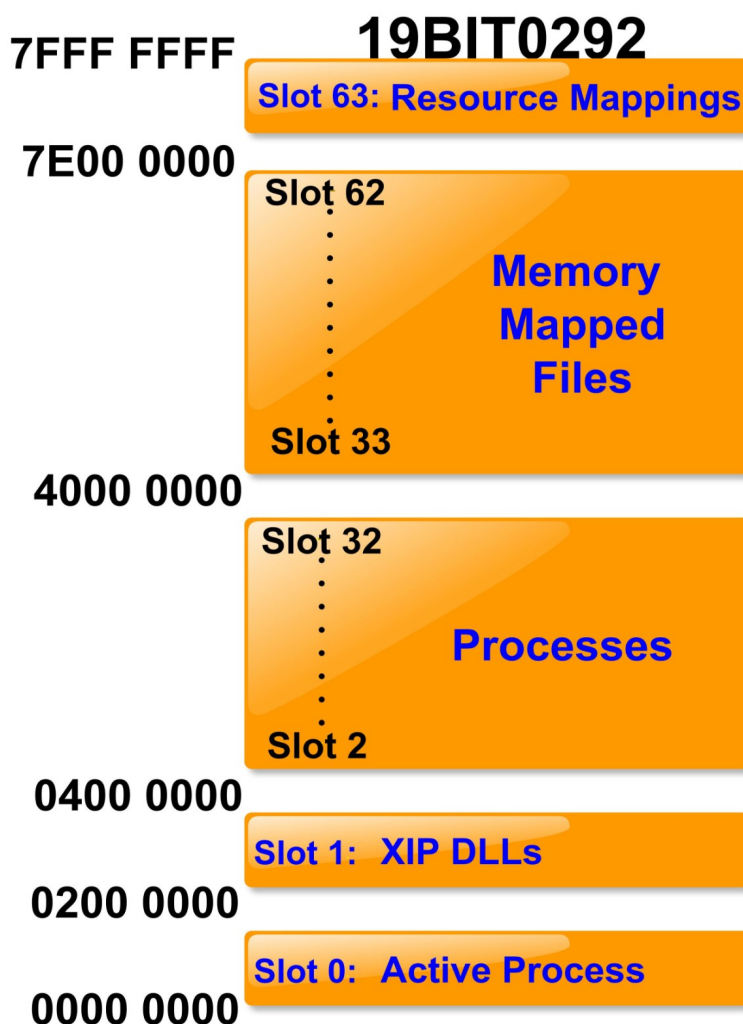 19BIT0292
7FFF FFFF
Slot 63: Resource Mappings
7E00 0000
Slot 62
Memory
Mapped
Files
Slot 33
4000 0000
Slot 32
Processes
Slot 2
0400 0000
Slot 1: XIP DLLs
0200 0000
Slot 0: Active Process
0000 0000